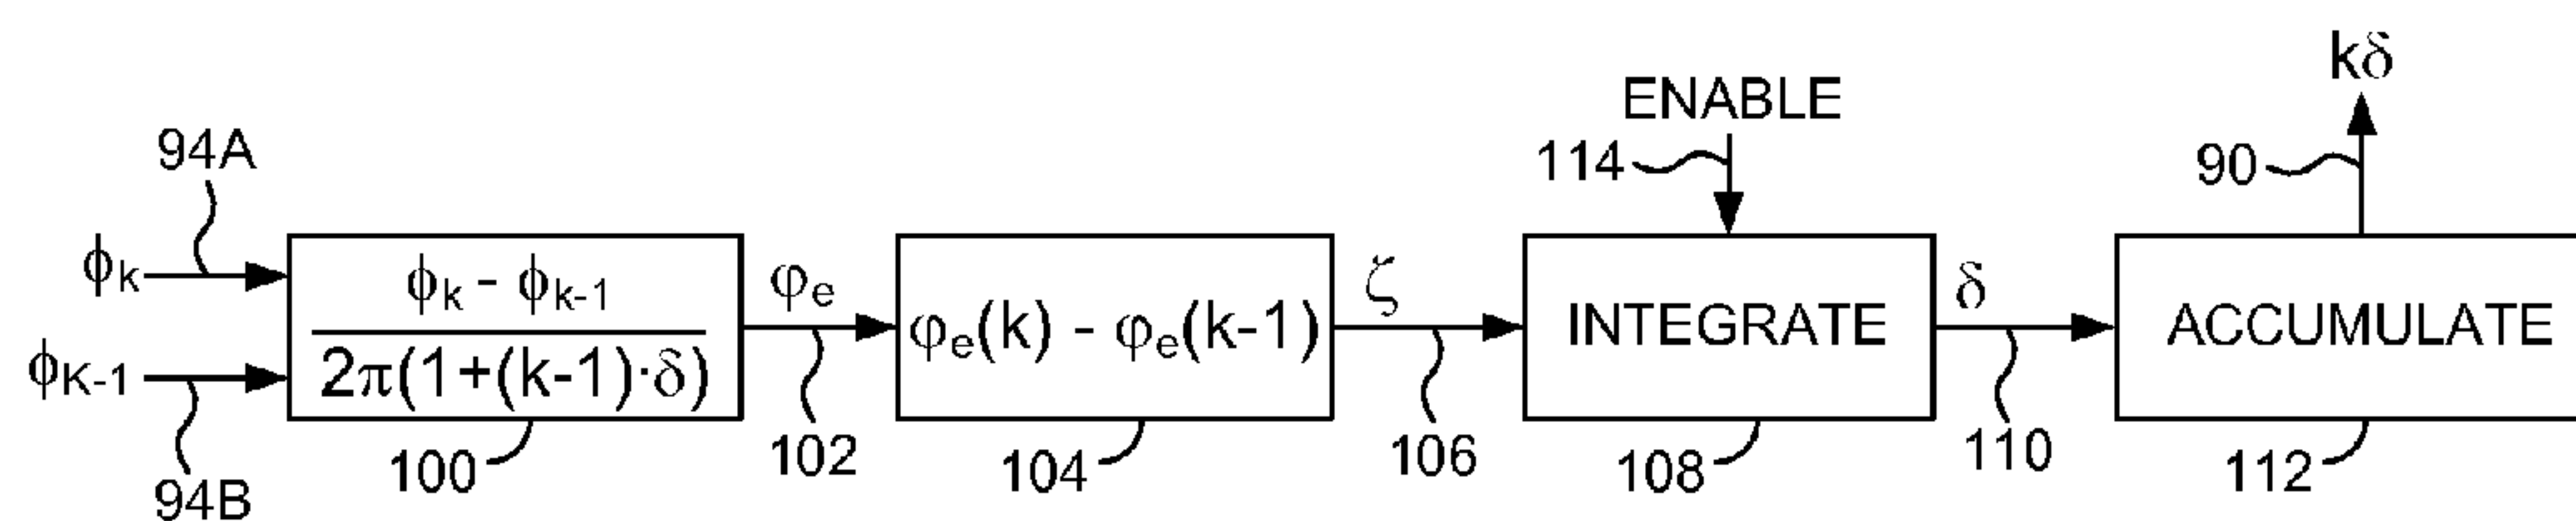 kδ
ENABLE
94A
114
90
ϕk
ϕk - ϕk-1
2π(1+(k-1)·δ)
φe
φe(k) - φe(k-1)
ζ
INTEGRATE
δ
ACCUMULATE
ϕK-1
94B
100
102
104
106
108
110
112